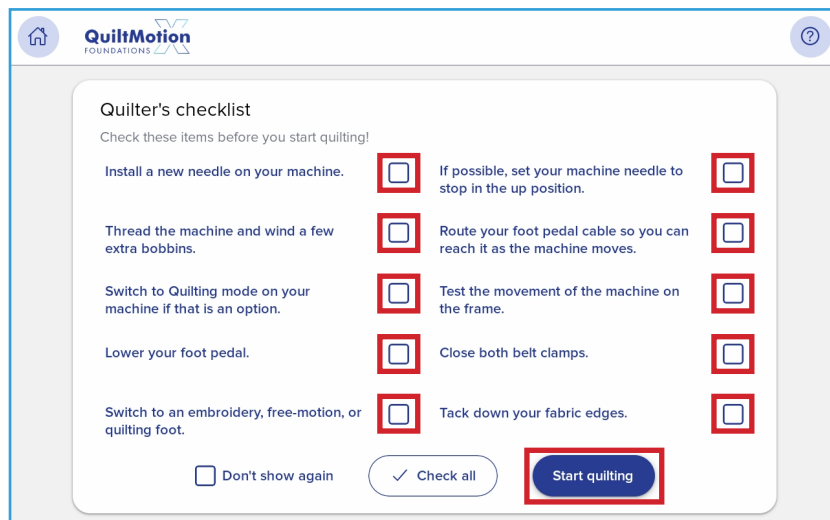 QuiltMotion
FOUNDATIONS
?
Quilter's checklist
Check these items before you start quilting!
Install a new needle on your machine.
Thread the machine and wind a few
extra bobbins.
Switch to Quilting mode on your
machine if that is an option.
Lower your foot pedal.
Switch to an embroidery, free-motion, or
quilting foot.
If possible, set your machine needle to
stop in the up position.
Route your foot pedal cable so you can
reach it as the machine moves.
Test the movement of the machine on
the frame.
Close both belt clamps.
Tack down your fabric edges.
Don't show again
Check all
Start quilting